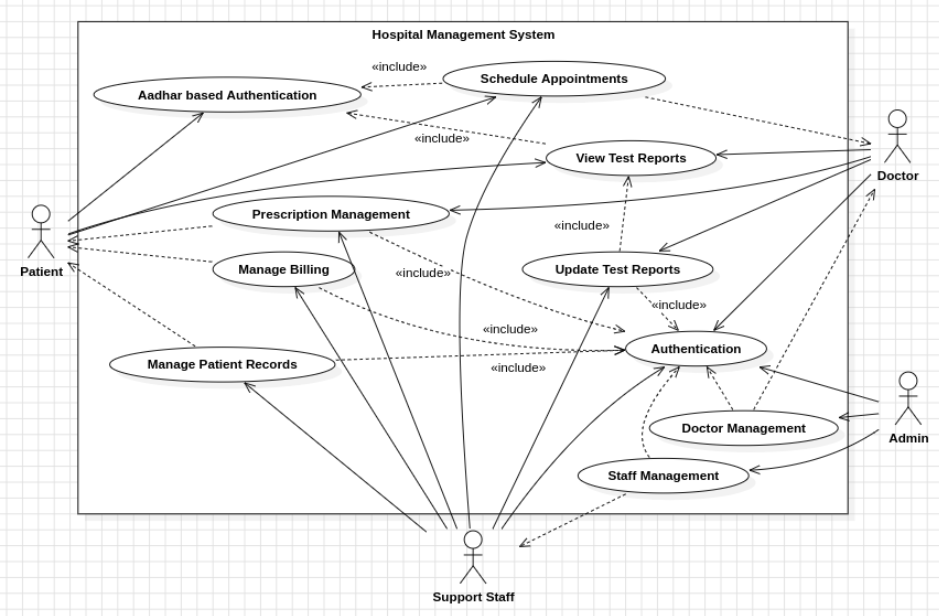 Hospital Management System
«include»
Schedule Appointments
Aadhar based Authentication
«include»
View Test Reports
Doctor
Prescription Management
«include»
Patient
Manage Billing
«include»
Update Test Reports
«include»
«include»
Authentication
Manage Patient Records
«include»
Doctor Management
Admin
Staff Management
Support Staff